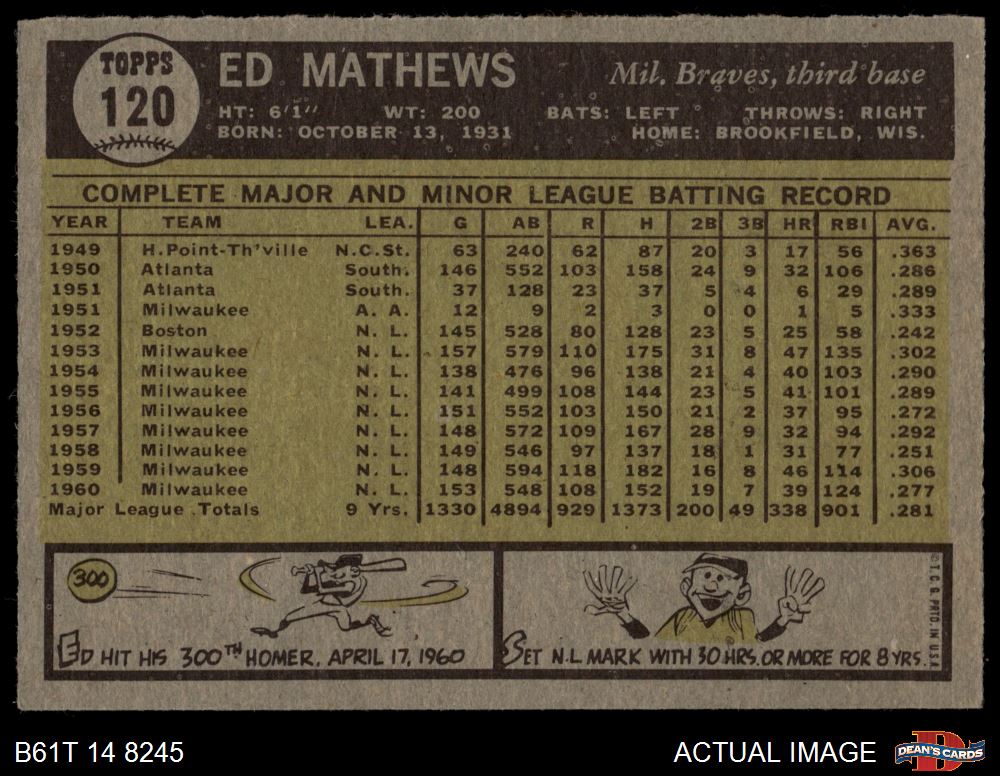 TOPPS
120
ED MATHEWS
Mil. Braves, third base
HT: 6'1" WT: 200 BATS: LEFT THROWS: RIGHT
BORN: OCTOBER 13, 1931 HOME: BROOKFIELD, WIS.
COMPLETE MAJOR AND MINOR LEAGUE BATTING RECORD
YEAR TEAM LEA. G AB R H 2B 3B HR RBI AVG.
1949 H.Point-Th'ville N.C.St. 63 240 62 87 20 3 17 56 .363
1950 Atlanta South. 146 552 103 158 24 9 32 106 .286
1951 Atlanta South. 37 128 23 37 5 4 6 29 .289
1951 Milwaukee A. A. 12 9 2 3 0 0 1 5 .333
1952 Boston N. L. 145 528 80 128 23 5 25 58 .242
1953 Milwaukee N. L. 157 579 110 175 31 8 47 135 .302
1954 Milwaukee N. L. 138 476 96 138 21 4 40 103 .290
1955 Milwaukee N. L. 141 499 108 144 23 5 41 101 .289
1956 Milwaukee N. L. 151 552 103 150 21 2 37 95 .272
1957 Milwaukee N. L. 148 572 109 167 28 9 32 94 .292
1958 Milwaukee N. L. 149 546 97 137 18 1 31 77 .251
1959 Milwaukee N. L. 148 594 118 182 16 8 46 114 .306
1960 Milwaukee N. L. 153 548 108 152 19 7 39 124 .277
Major League Totals 9 Yrs. 1330 4894 929 1373 200 49 338 901 .281
300
ED HIT HIS 300TH HOMER, APRIL 17, 1960
SET N.L MARK WITH 30 HRS. OR MORE FOR 8 YRS.
© T. C. G. PRTD. IN U.S.A.
B61T 14 8245
ACTUAL IMAGE
DEAN'S CARDS